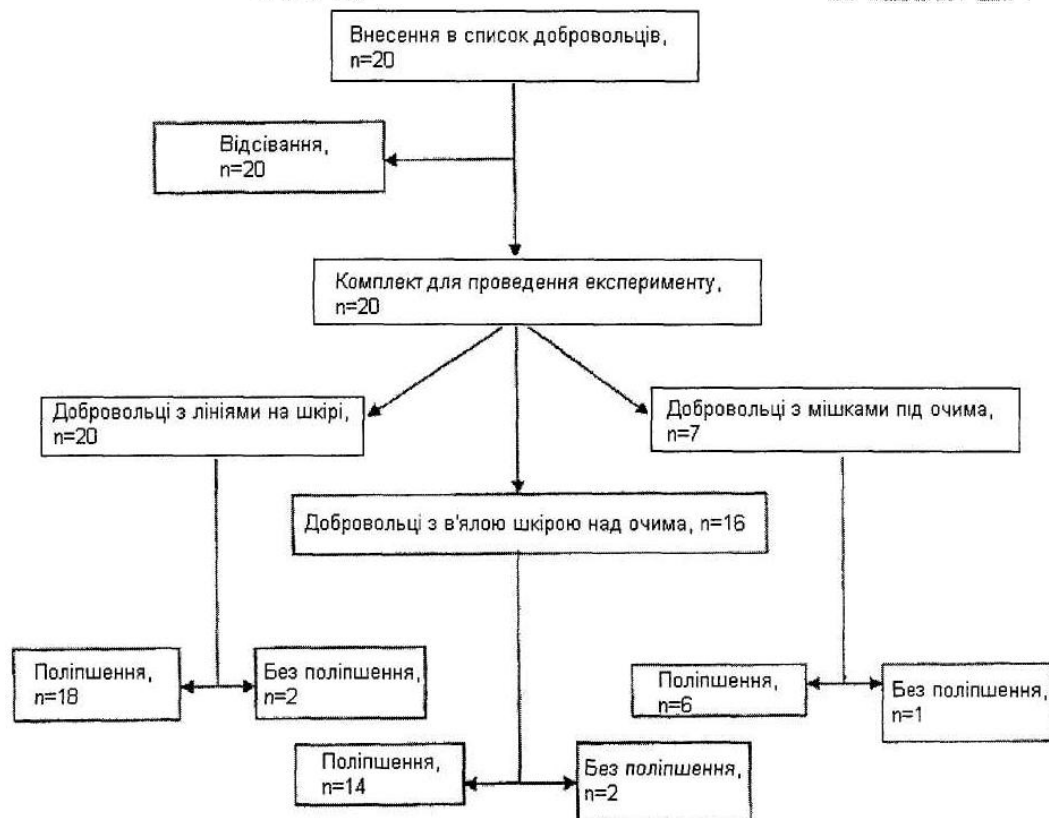 Внесення в список добровольців,
n=20
Відсівання,
n=20
Комплект для проведення експерименту,
n=20
Добровольці з лініями на шкірі,
n=20
Добровольці з мішками під очима,
n=7
Добровольці з в'ялою шкірою над очима, n=16
Поліпшення,
n=18
Без поліпшення,
n=2
Поліпшення,
n=6
Без поліпшення,
n=1
Поліпшення,
n=14
Без поліпшення,
n=2